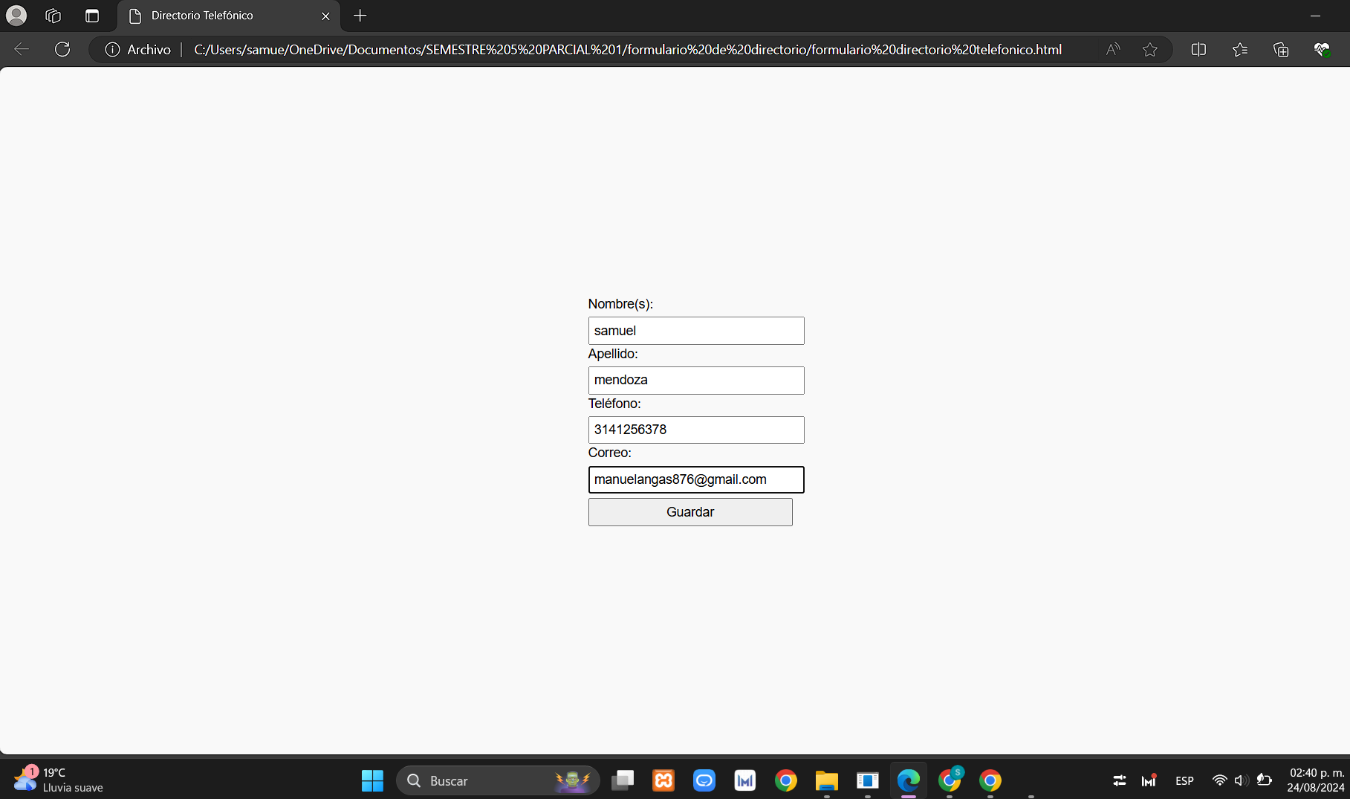 Directorio Telefónico
Archivo
C:/Users/samue/OneDrive/Documentos/SEMESTRE%205%20PARCIAL%201/formulario%20de%20directorio/formulario%20directorio%20telefonico.html
Nombre(s):
samuel
Apellido:
mendoza
Teléfono:
3141256378
Correo:
manuelangas876@gmail.com
Guardar
1
19°C
Lluvia suave
Buscar
S
ESP
02:40 p. m.
24/08/2024